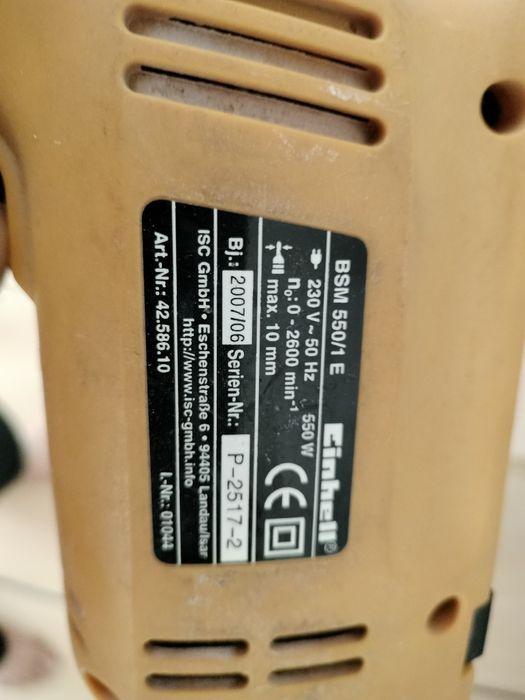 BSM 550/1 E Einhell®
230 V ~ 50 Hz 550 W
n₀: 0 - 2600 min⁻¹
max. 10 mm
CE
Bj.: 2007/06 Serien-Nr.: P-2517-2
ISC GmbH • Eschenstraße 6 • 94405 Landau/Isar
http://www.isc-gmbh.info
Art.-Nr.: 42.586.10 I.-Nr.: 01044